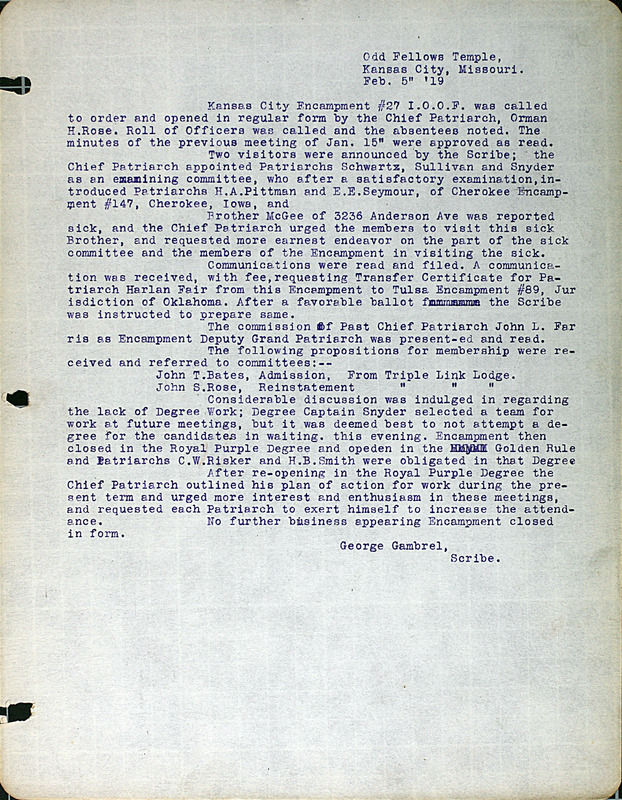 Odd Fellows Temple,
Kansas City, Missouri.
Feb. 5" '19
Kansas City Encampment #27 I.O.O.F. was called
to order and opened in regular form by the Chief Patriarch, Orman
H.Rose. Roll of Officers was called and the absentees noted. The
minutes of the previous meeting of Jan. 15" were approved as read.
Two visitors were announced by the Scribe; the
Chief Patriarch appointed Patriarchs Schwartz, Sullivan and Snyder
as an examining committee, who after a satisfactory examination,in-
troduced Patriarchs H.A.Pittman and E.E.Seymour, of Cherokee Encamp-
ment #147, Cherokee, Iowa, and
Brother McGee of 3236 Anderson Ave was reported
sick, and the Chief Patriarch urged the members to visit this sick
Brother, and requested more earnest endeavor on the part of the sick
committee and the members of the Encampment in visiting the sick.
Communications were read and filed. A communica-
tion was received, with fee,requesting Transfer Certificate for Pa-
triarch Harlan Fair from this Encampment to Tulsa Encampment #89, Jur
isdiction of Oklahoma. After a favorable ballot the Scribe
was instructed to prepare same.
The commission of Past Chief Patriarch John L. Far
ris as Encampment Deputy Grand Patriarch was present-ed and read.
The following propositions for membership were re-
ceived and referred to committees:--
John T.Bates, Admission, From Triple Link Lodge.
John S.Rose, Reinstatement " " "
Considerable discussion was indulged in regarding
the lack of Degree Work; Degree Captain Snyder selected a team for
work at future meetings, but it was deemed best to not attempt a de-
gree for the candidates in waiting. this evening. Encampment then
closed in the Royal Purple Degree and opeden in the Golden Rule
and Patriarchs C.W.Risker and H.B.Smith were obligated in that Degree
After re-opening in the Royal Purple Degree the
Chief Patriarch outlined his plan of action for work during the pre-
sent term and urged more interest and enthusiasm in these meetings,
and requested each Patriarch to exert himself to increase the attend-
ance. No further business appearing Encampment closed
in form.
George Gambrel,
Scribe.